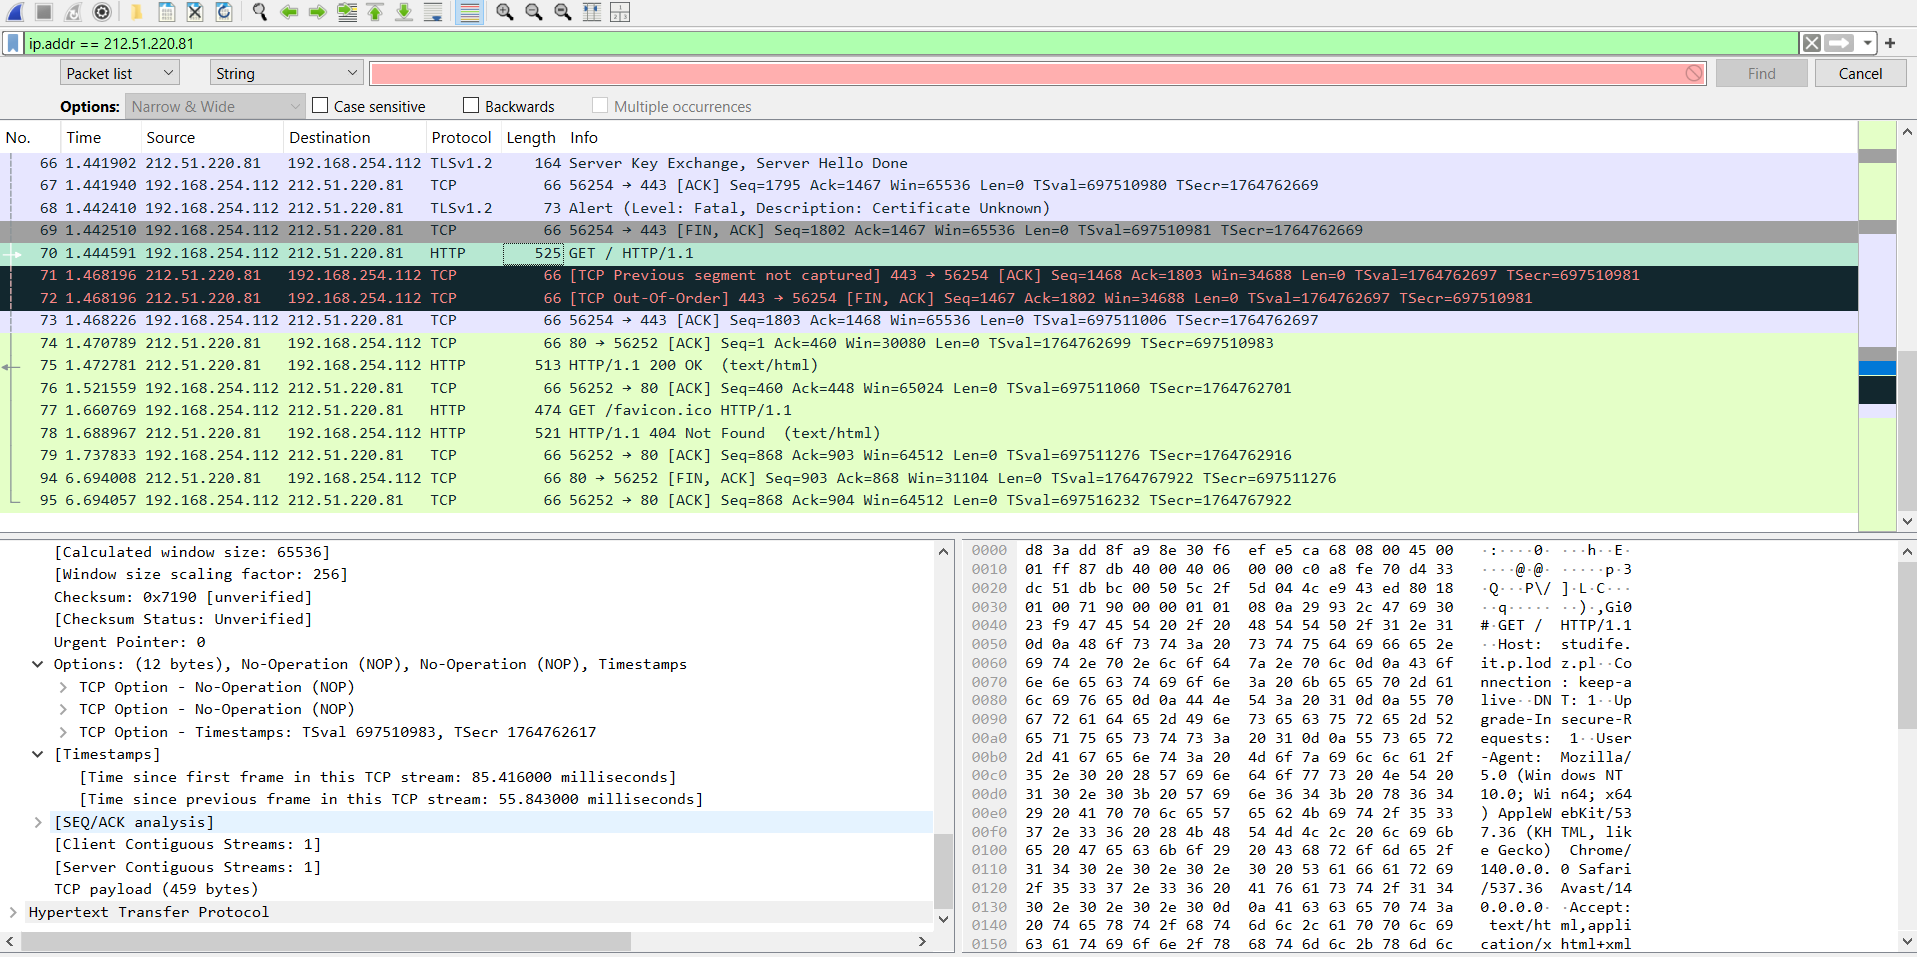 ip.addr == 212.51.220.81
Packet list String Find Cancel
Options: Narrow & Wide Case sensitive Backwards Multiple occurrences
No. Time Source Destination Protocol Length Info
66 1.441902 212.51.220.81 192.168.254.112 TLSv1.2 164 Server Key Exchange, Server Hello Done
67 1.441940 192.168.254.112 212.51.220.81 TCP 66 56254 → 443 [ACK] Seq=1795 Ack=1467 Win=65536 Len=0 TSval=697510980 TSecr=1764762669
68 1.442410 192.168.254.112 212.51.220.81 TLSv1.2 73 Alert (Level: Fatal, Description: Certificate Unknown)
69 1.442510 192.168.254.112 212.51.220.81 TCP 66 56254 → 443 [FIN, ACK] Seq=1802 Ack=1467 Win=65536 Len=0 TSval=697510981 TSecr=1764762669
70 1.444591 192.168.254.112 212.51.220.81 HTTP 525 GET / HTTP/1.1
71 1.468196 212.51.220.81 192.168.254.112 TCP 66 [TCP Previous segment not captured] 443 → 56254 [ACK] Seq=1468 Ack=1803 Win=34688 Len=0 TSval=1764762697 TSecr=697510981
72 1.468196 212.51.220.81 192.168.254.112 TCP 66 [TCP Out-Of-Order] 443 → 56254 [FIN, ACK] Seq=1467 Ack=1802 Win=34688 Len=0 TSval=1764762697 TSecr=697510981
73 1.468226 192.168.254.112 212.51.220.81 TCP 66 56254 → 443 [ACK] Seq=1803 Ack=1468 Win=65536 Len=0 TSval=697511006 TSecr=1764762697
74 1.470789 212.51.220.81 192.168.254.112 TCP 66 80 → 56252 [ACK] Seq=1 Ack=460 Win=30080 Len=0 TSval=1764762699 TSecr=697510983
75 1.472781 212.51.220.81 192.168.254.112 HTTP 513 HTTP/1.1 200 OK (text/html)
76 1.521559 192.168.254.112 212.51.220.81 TCP 66 56252 → 80 [ACK] Seq=460 Ack=448 Win=65024 Len=0 TSval=697511060 TSecr=1764762701
77 1.660769 192.168.254.112 212.51.220.81 HTTP 474 GET /favicon.ico HTTP/1.1
78 1.688967 212.51.220.81 192.168.254.112 HTTP 521 HTTP/1.1 404 Not Found (text/html)
79 1.737833 192.168.254.112 212.51.220.81 TCP 66 56252 → 80 [ACK] Seq=868 Ack=903 Win=64512 Len=0 TSval=697511276 TSecr=1764762916
94 6.694008 212.51.220.81 192.168.254.112 TCP 66 80 → 56252 [FIN, ACK] Seq=903 Ack=868 Win=31104 Len=0 TSval=1764767922 TSecr=697511276
95 6.694057 192.168.254.112 212.51.220.81 TCP 66 56252 → 80 [ACK] Seq=868 Ack=904 Win=64512 Len=0 TSval=697516232 TSecr=1764767922
[Calculated window size: 65536]
[Window size scaling factor: 256]
Checksum: 0x7190 [unverified]
[Checksum Status: Unverified]
Urgent Pointer: 0
Options: (12 bytes), No-Operation (NOP), No-Operation (NOP), Timestamps
TCP Option - No-Operation (NOP)
TCP Option - No-Operation (NOP)
TCP Option - Timestamps: TSval 697510983, TSecr 1764762617
[Timestamps]
[Time since first frame in this TCP stream: 85.416000 milliseconds]
[Time since previous frame in this TCP stream: 55.843000 milliseconds]
[SEQ/ACK analysis]
[Client Contiguous Streams: 1]
[Server Contiguous Streams: 1]
TCP payload (459 bytes)
Hypertext Transfer Protocol
0000 d8 3a dd 8f a9 8e 30 f6 ef e5 ca 68 08 00 45 00 ·:····0· ···h··E·
0010 01 ff 87 db 40 00 40 06 00 00 c0 a8 fe 70 d4 33 ····@·@· ·····p·3
0020 dc 51 db bc 00 50 5c 2f 5d 04 4c e9 43 ed 80 18 ·Q···P\/ ]·L·C···
0030 01 00 71 90 00 00 01 01 08 0a 29 93 2c 47 69 30 ··q····· ··)·,Gi0
0040 23 f9 47 45 54 20 2f 20 48 54 54 50 2f 31 2e 31 #·GET / HTTP/1.1
0050 0d 0a 48 6f 73 74 3a 20 73 74 75 64 69 66 65 2e ··Host: studife.
0060 69 74 2e 70 2e 6c 6f 64 7a 2e 70 6c 0d 0a 43 6f it.p.lod z.pl··Co
0070 6e 6e 65 63 74 69 6f 6e 3a 20 6b 65 65 70 2d 61 nnection : keep-a
0080 6c 69 76 65 0d 0a 44 4e 54 3a 20 31 0d 0a 55 70 live··DN T: 1··Up
0090 67 72 61 64 65 2d 49 6e 73 65 63 75 72 65 2d 52 grade-In secure-R
00a0 65 71 75 65 73 74 73 3a 20 31 0d 0a 55 73 65 72 equests: 1··User
00b0 2d 41 67 65 6e 74 3a 20 4d 6f 7a 69 6c 6c 61 2f -Agent: Mozilla/
00c0 35 2e 30 20 28 57 69 6e 64 6f 77 73 20 4e 54 20 5.0 (Win dows NT
00d0 31 30 2e 30 3b 20 57 69 6e 36 34 3b 20 78 36 34 10.0; Wi n64; x64
00e0 29 20 41 70 70 6c 65 57 65 62 4b 69 74 2f 35 33 ) AppleW ebKit/53
00f0 37 2e 33 36 20 28 4b 48 54 4d 4c 2c 20 6c 69 6b 7.36 (KH TML, lik
0100 65 20 47 65 63 6b 6f 29 20 43 68 72 6f 6d 65 2f e Gecko) Chrome/
0110 31 34 30 2e 30 2e 30 2e 30 20 53 61 66 61 72 69 140.0.0. 0 Safari
0120 2f 35 33 37 2e 33 36 20 41 76 61 73 74 2f 31 34 /537.36 Avast/14
0130 30 2e 30 2e 30 2e 30 0d 0a 41 63 63 65 70 74 3a 0.0.0.0· ·Accept:
0140 20 74 65 78 74 2f 68 74 6d 6c 2c 61 70 70 6c 69 text/ht ml,appli
0150 63 61 74 69 6f 6e 2f 78 68 74 6d 6c 2b 78 6d 6c cation/x html+xml